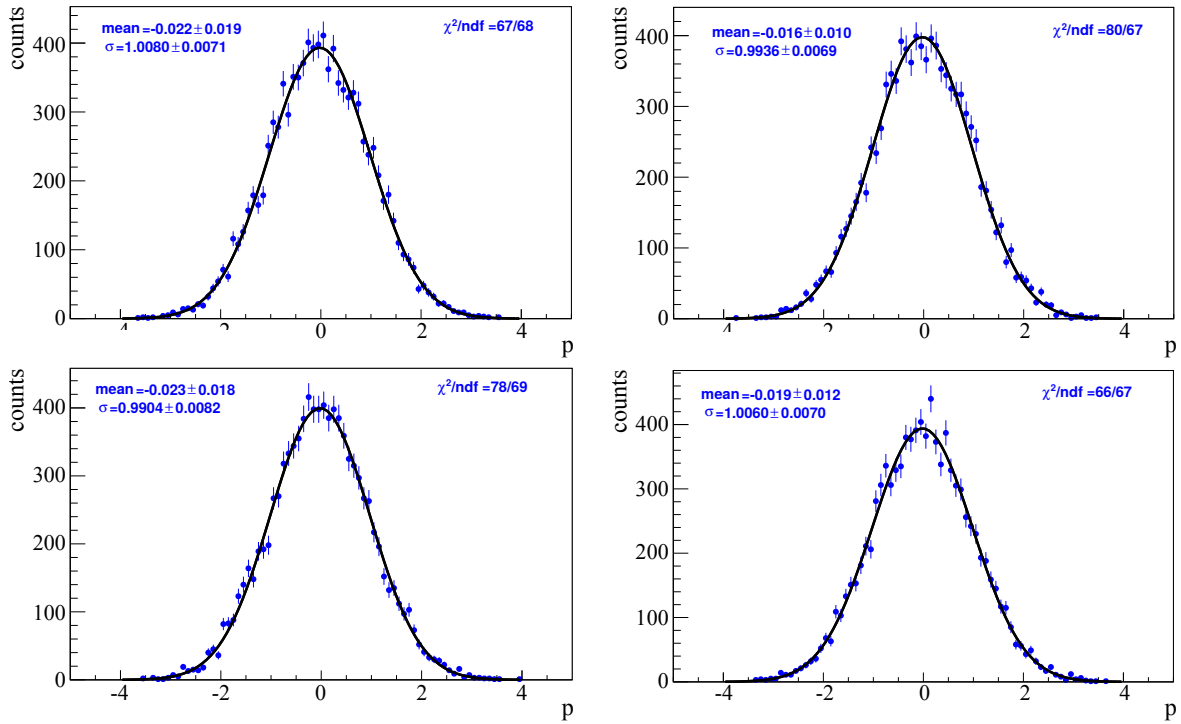 counts
mean=-0.022±0.019
σ=1.0080±0.0071
χ²/ndf =67/68
400
300
200
100
0
-4 -2 0 2 4
p
counts
mean=-0.016±0.010
σ=0.9936±0.0069
χ²/ndf =80/67
400
300
200
100
0
-4 -2 0 2 4
p
counts
mean=-0.023±0.018
σ=0.9904±0.0082
χ²/ndf =78/69
400
300
200
100
0
-4 -2 0 2 4
p
counts
mean=-0.019±0.012
σ=1.0060±0.0070
χ²/ndf =66/67
400
300
200
100
0
-4 -2 0 2 4
p